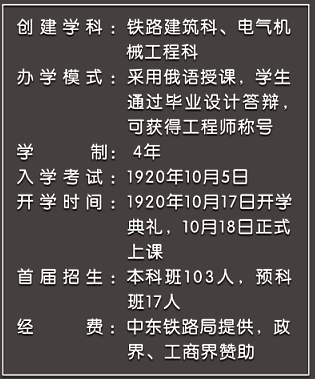 创建学科：铁路建筑科、电气机
械工程科
办学模式：采用俄语授课，学生
通过毕业设计答辩，
可获得工程师称号
学制：4年
入学考试：1920年10月5日
开学时间：1920年10月17日开学
典礼，10月18日正式
上课
首届招生：本科班103人，预科
班17人
经费：中东铁路局提供，政
界、工商界赞助